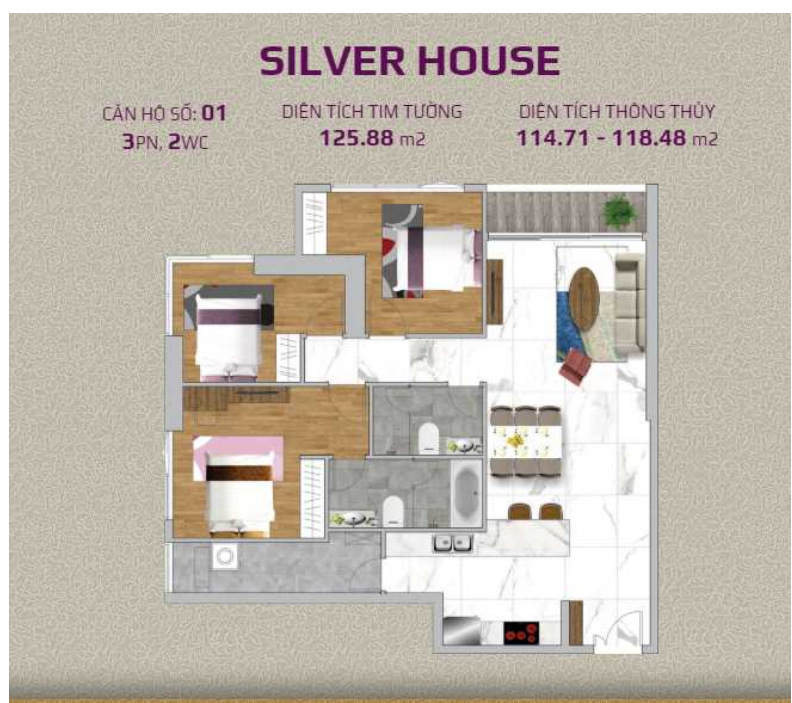 SILVER HOUSE
CĂN HỘ SỐ: 01
3PN, 2WC
DIỆN TÍCH TIM TƯỜNG
125.88 m2
DIỆN TÍCH THÔNG THỦY
114.71 - 118.48 m2